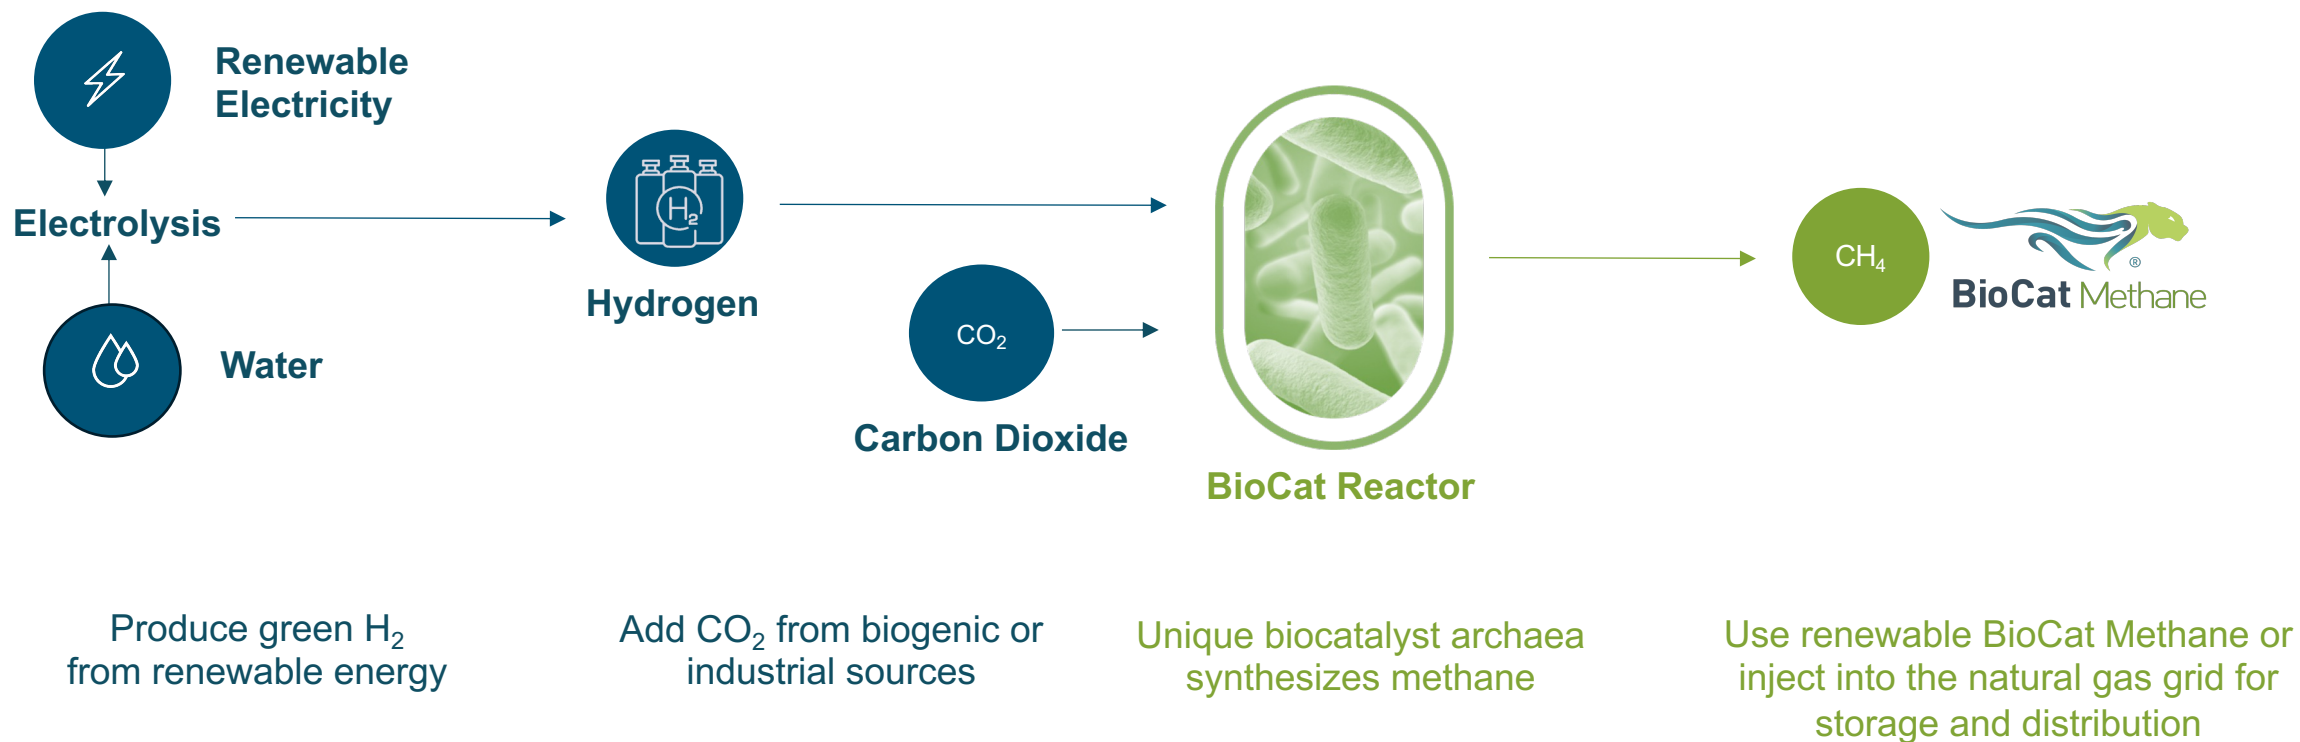 Renewable
Electricity
Electrolysis
Water
H₂
Hydrogen
CO₂
Carbon Dioxide
BioCat Reactor
CH₄
®
BioCat Methane
Produce green H₂
from renewable energy
Add CO₂ from biogenic or
industrial sources
Unique biocatalyst archaea
synthesizes methane
Use renewable BioCat Methane or
inject into the natural gas grid for
storage and distribution